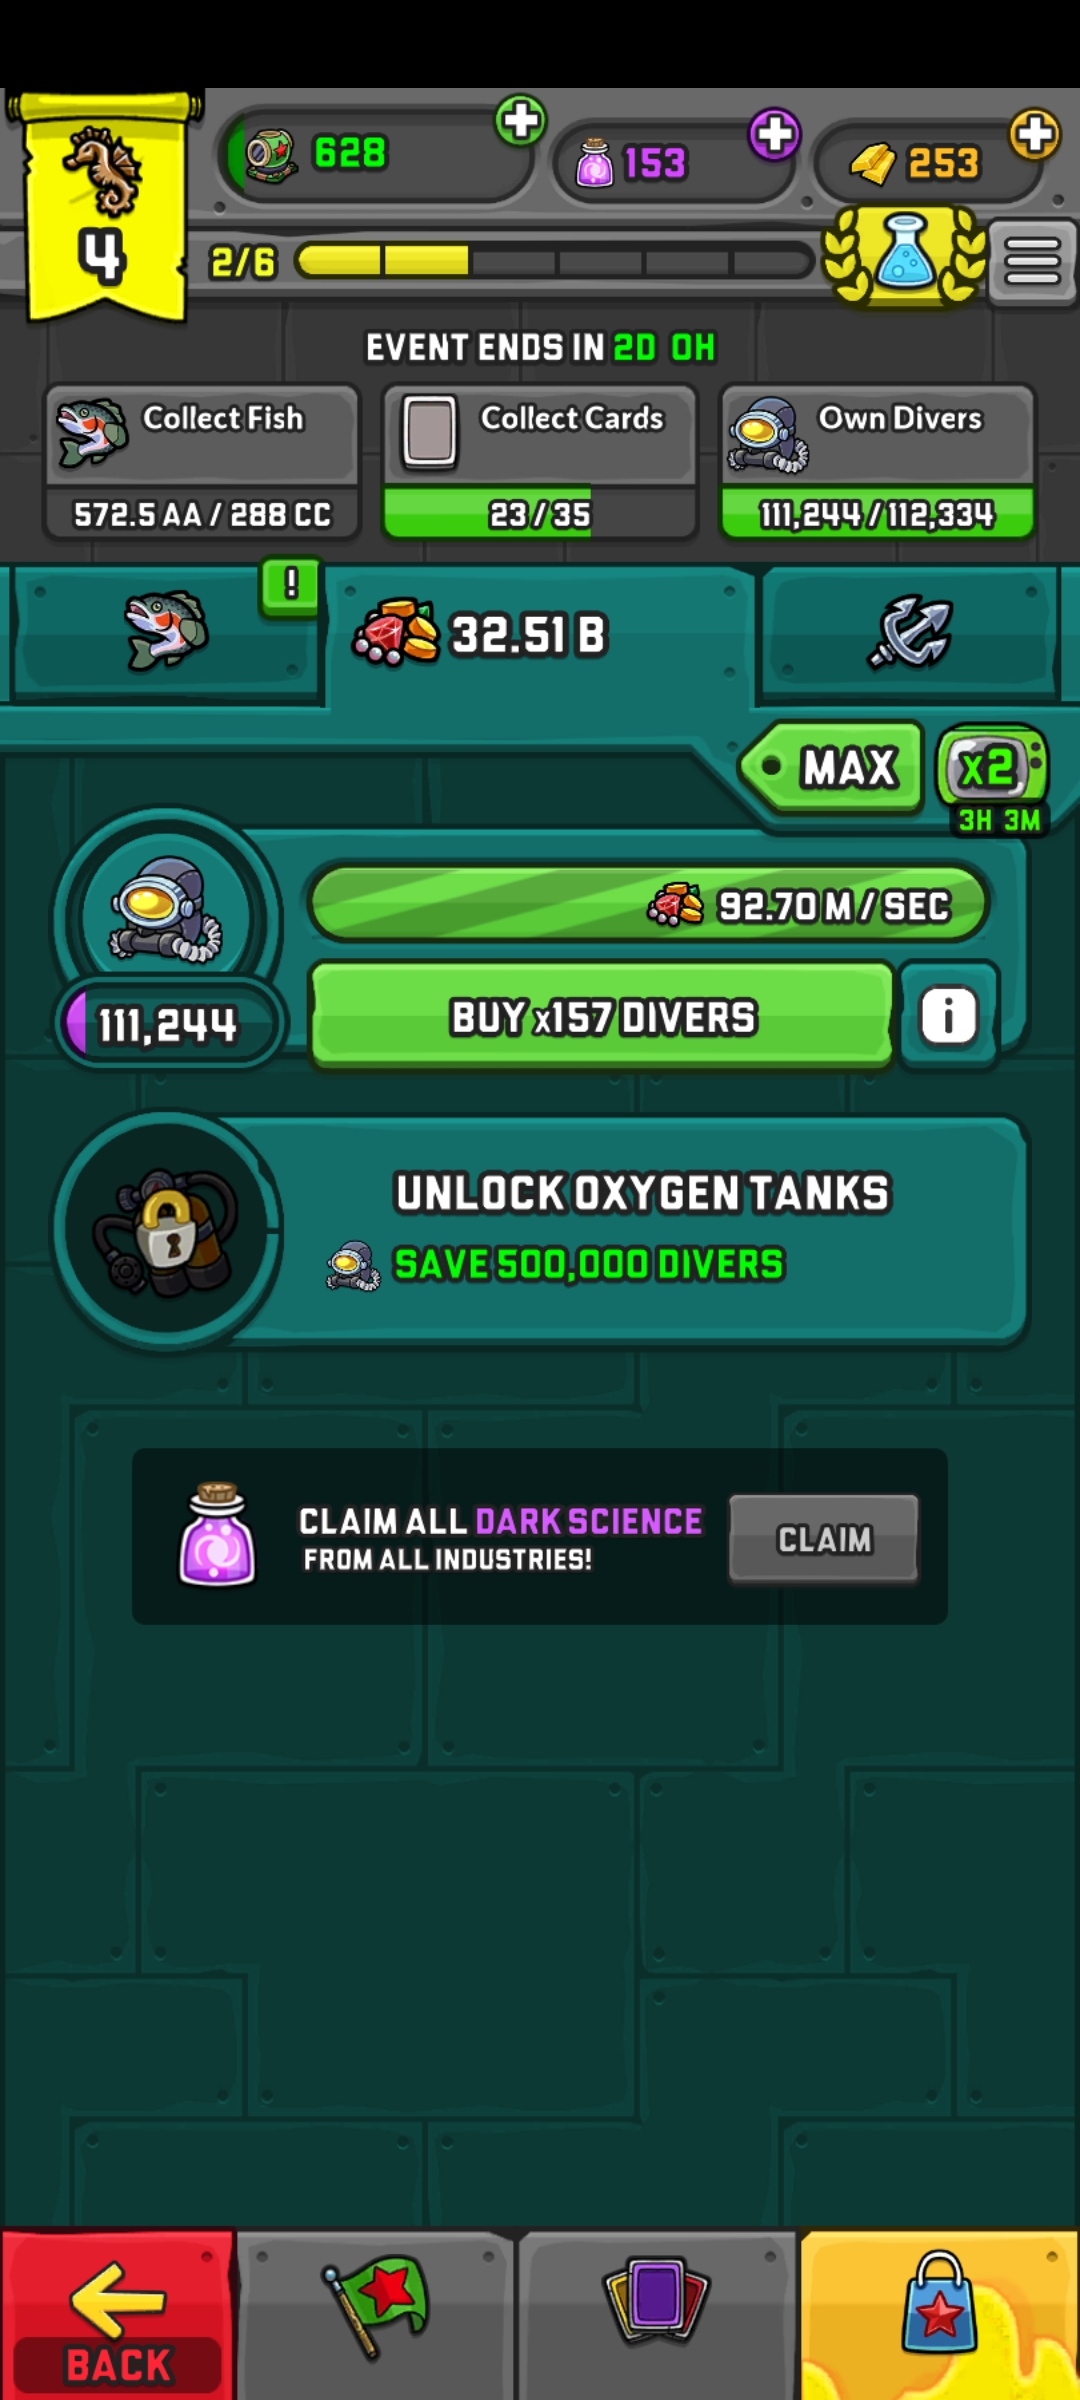 628
153
253
4
2/6
EVENT ENDS IN 2D 0H
Collect Fish
572.5 AA / 288 CC
Collect Cards
23 / 35
Own Divers
111,244 / 112,334
!
32.51 B
MAX
x2
3H 3M
92.70 M / SEC
111,244
BUY x157 DIVERS
i
UNLOCK OXYGEN TANKS
SAVE 500,000 DIVERS
CLAIM ALL DARK SCIENCE
FROM ALL INDUSTRIES!
CLAIM
BACK